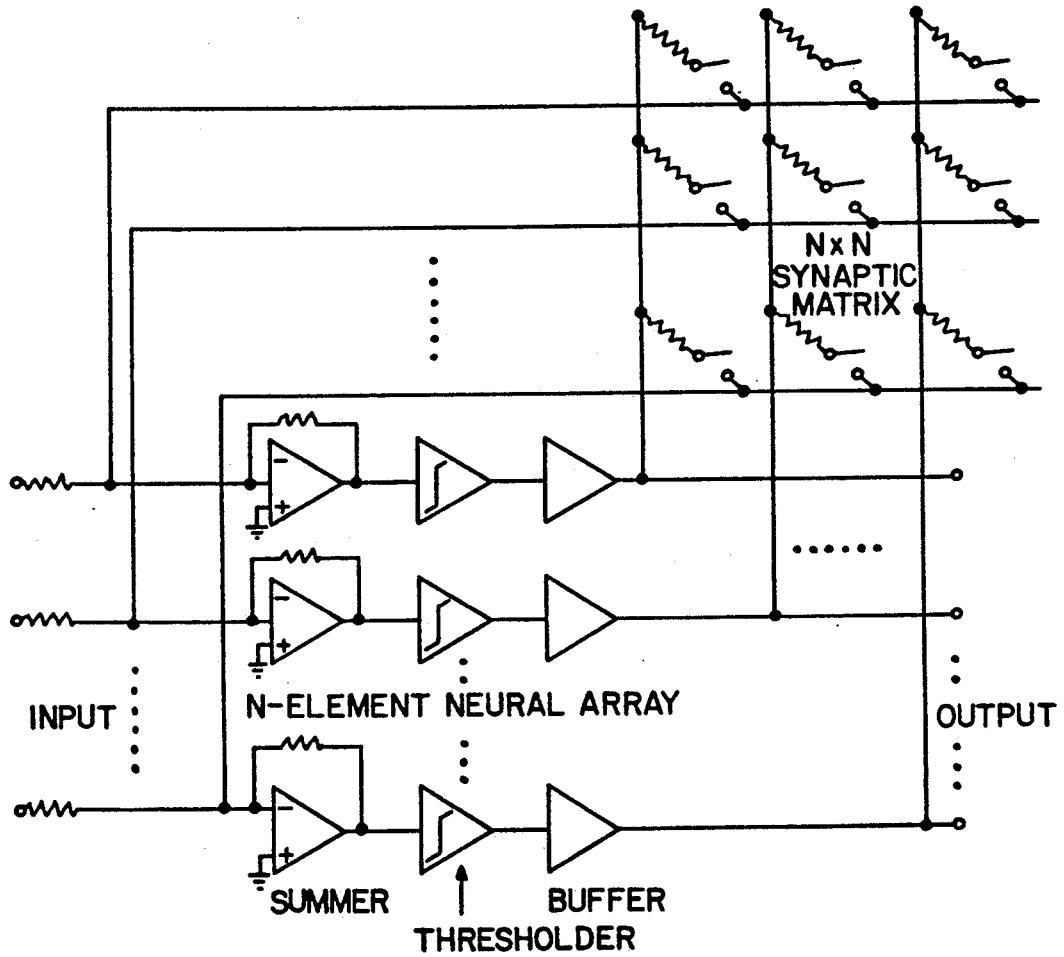 N x N
SYNAPTIC
MATRIX
−
+
−
+
N-ELEMENT NEURAL ARRAY
INPUT
OUTPUT
−
+
SUMMER
BUFFER
THRESHOLDER